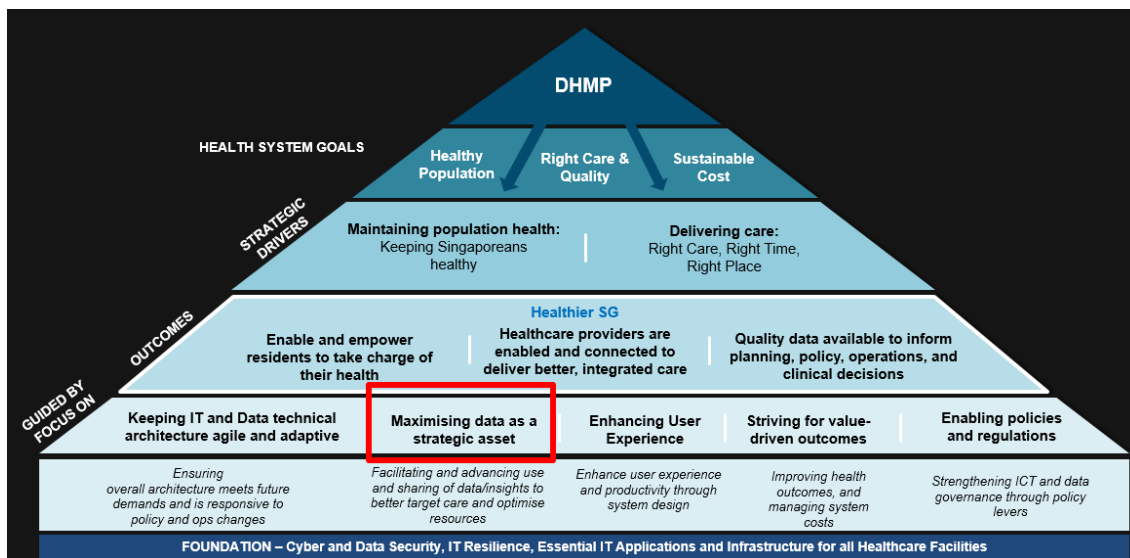 DHMP
HEALTH SYSTEM GOALS
Healthy
Population
Right Care &
Quality
Sustainable
Cost
STRATEGIC
DRIVERS
Maintaining population health:
Keeping Singaporeans
healthy
Delivering care:
Right Care, Right Time,
Right Place
OUTCOMES
Healthier SG
Enable and empower
residents to take charge of
their health
Healthcare providers are
enabled and connected to
deliver better, integrated care
Quality data available to inform
planning, policy, operations, and
clinical decisions
GUIDED BY
FOCUS ON
Keeping IT and Data technical
architecture agile and adaptive
Maximising data as a
strategic asset
Enhancing User
Experience
Striving for value-
driven outcomes
Enabling policies
and regulations
Ensuring
overall architecture meets future
demands and is responsive to
policy and ops changes
Facilitating and advancing use
and sharing of data/insights to
better target care and optimise
resources
Enhance user experience
and productivity through
system design
Improving health
outcomes, and
managing system
costs
Strengthening ICT and data
governance through policy
levers
FOUNDATION – Cyber and Data Security, IT Resilience, Essential IT Applications and Infrastructure for all Healthcare Facilities